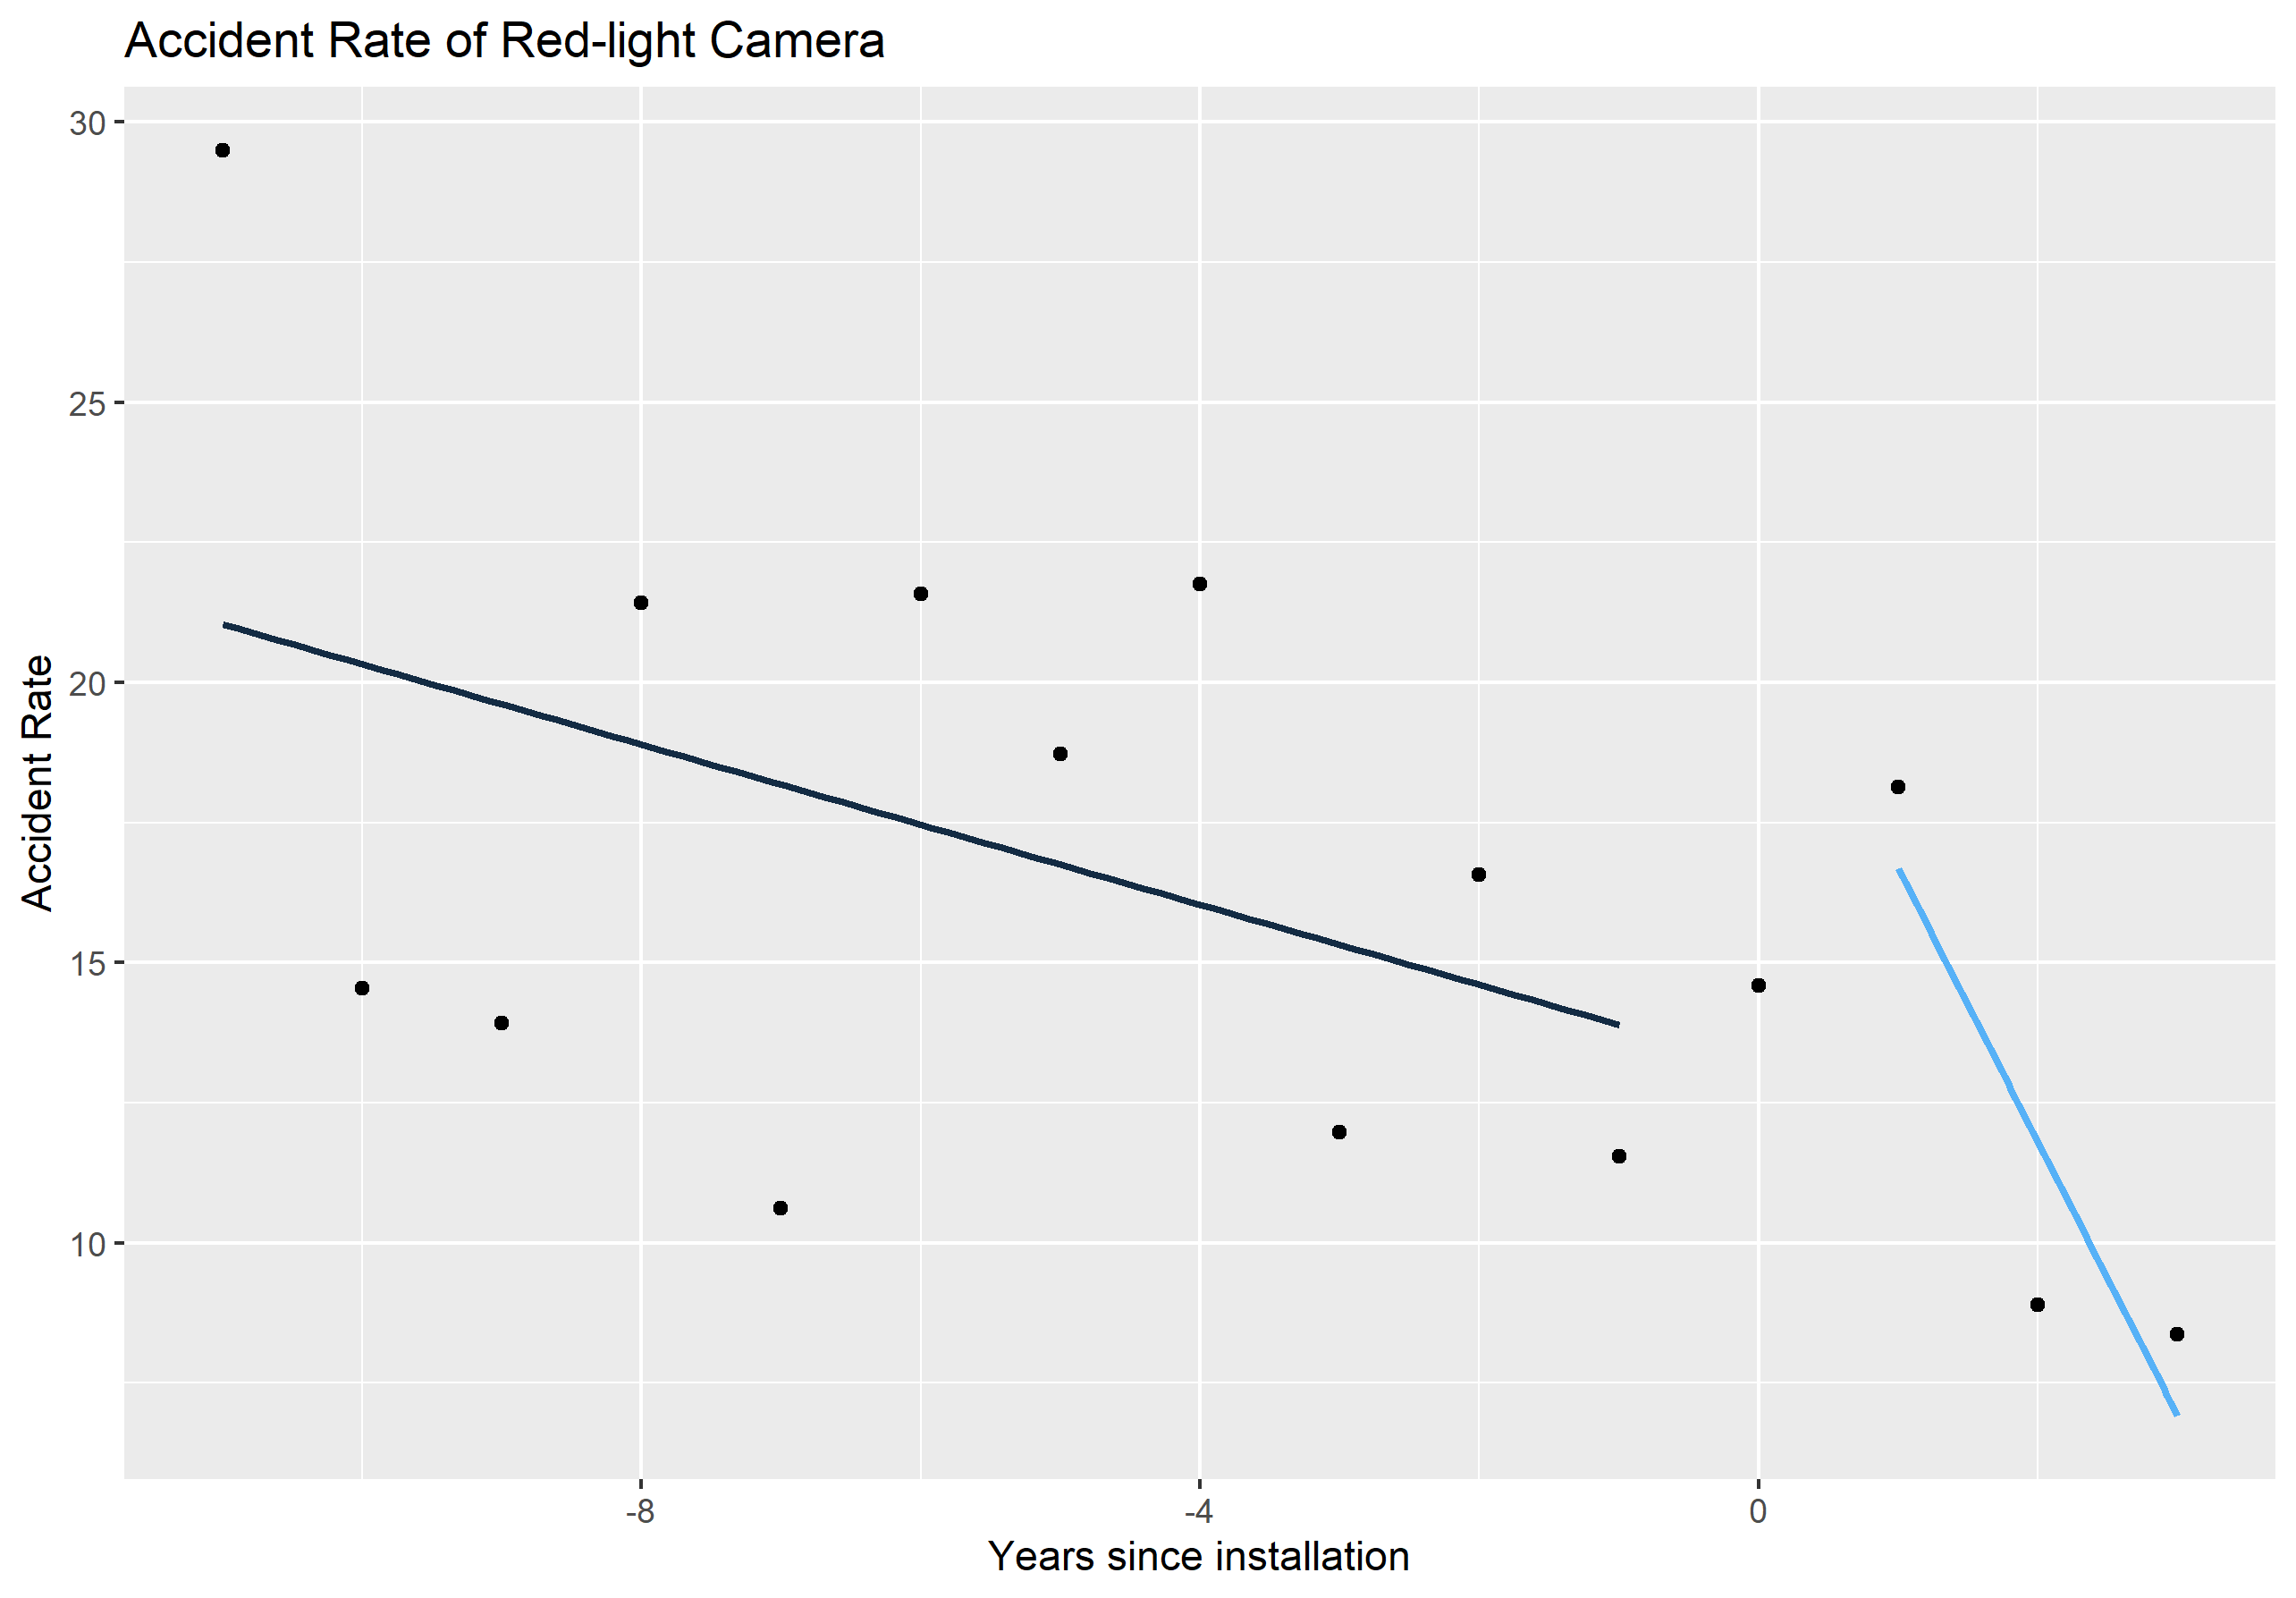 Accident Rate of Red-light Camera
30
25
20
15
10
Accident Rate
-8
-4
0
Years since installation